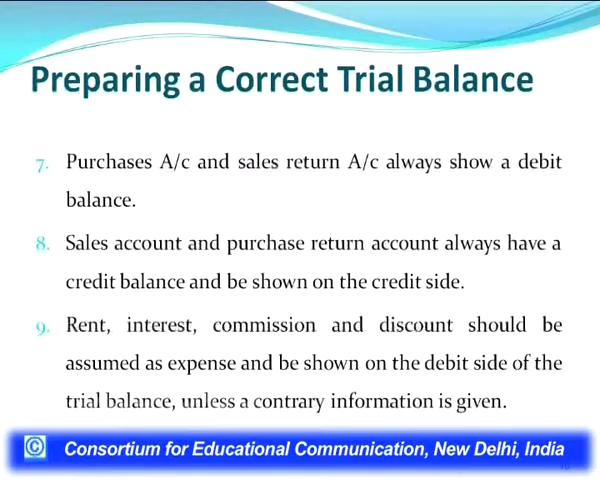 Preparing a Correct Trial Balance
7. Purchases A/c and sales return A/c always show a debit
balance.
8. Sales account and purchase return account always have a
credit balance and be shown on the credit side.
9. Rent, interest, commission and discount should be
assumed as expense and be shown on the debit side of the
trial balance, unless a contrary information is given.
© Consortium for Educational Communication, New Delhi, India